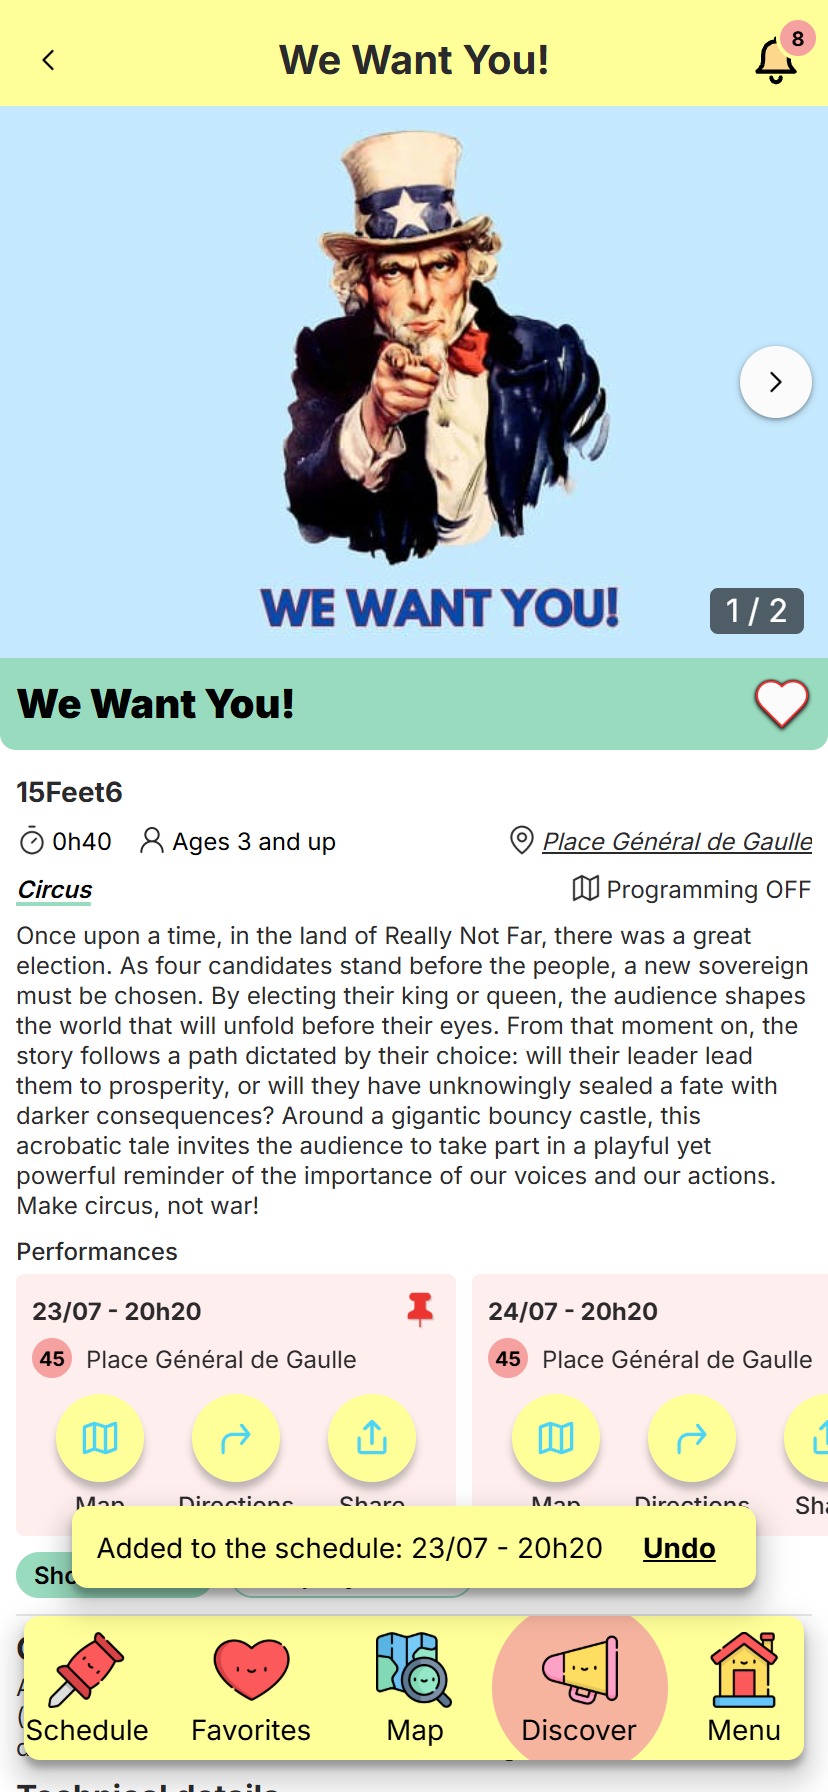 We Want You!
8
WE WANT YOU!
1 / 2
We Want You!
15Feet6
0h40 Ages 3 and up Place Général de Gaulle
Circus Programming OFF
Once upon a time, in the land of Really Not Far, there was a great
election. As four candidates stand before the people, a new sovereign
must be chosen. By electing their king or queen, the audience shapes
the world that will unfold before their eyes. From that moment on, the
story follows a path dictated by their choice: will their leader lead
them to prosperity, or will they have unknowingly sealed a fate with
darker consequences? Around a gigantic bouncy castle, this
acrobatic tale invites the audience to take part in a playful yet
powerful reminder of the importance of our voices and our actions.
Make circus, not war!
Performances
23/07 - 20h20
45 Place Général de Gaulle
Map Directions Share
24/07 - 20h20
45 Place Général de Gaulle
Map Directions Sha
Added to the schedule: 23/07 - 20h20 Undo
Schedule Favorites Map Discover Menu
Technical details